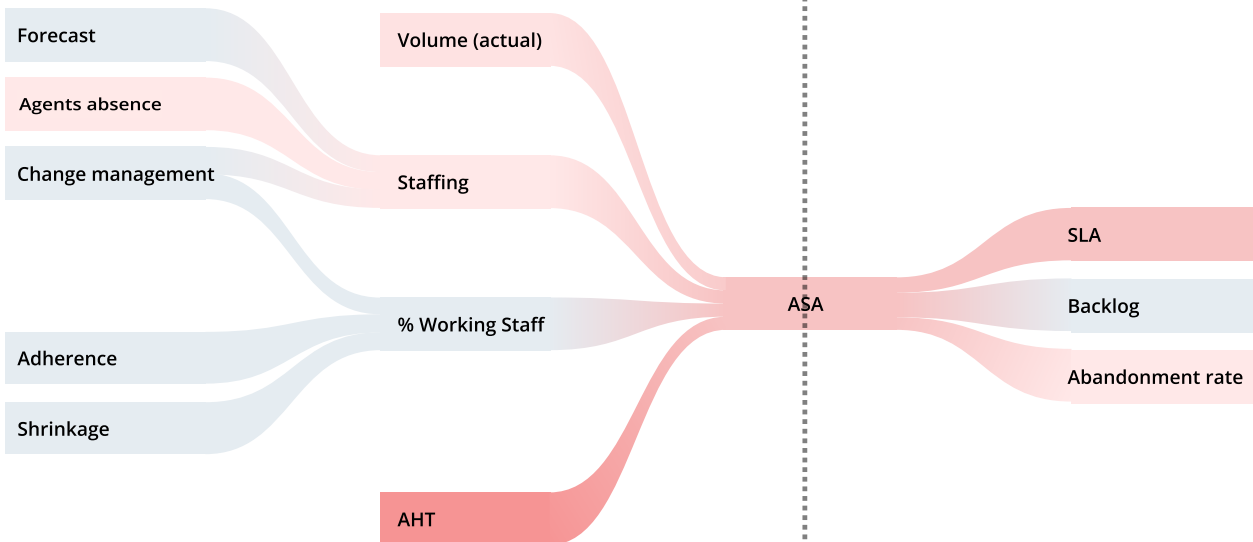 Forecast
Agents absence
Change management
Adherence
Shrinkage
Volume (actual)
Staffing
% Working Staff
AHT
ASA
SLA
Backlog
Abandonment rate